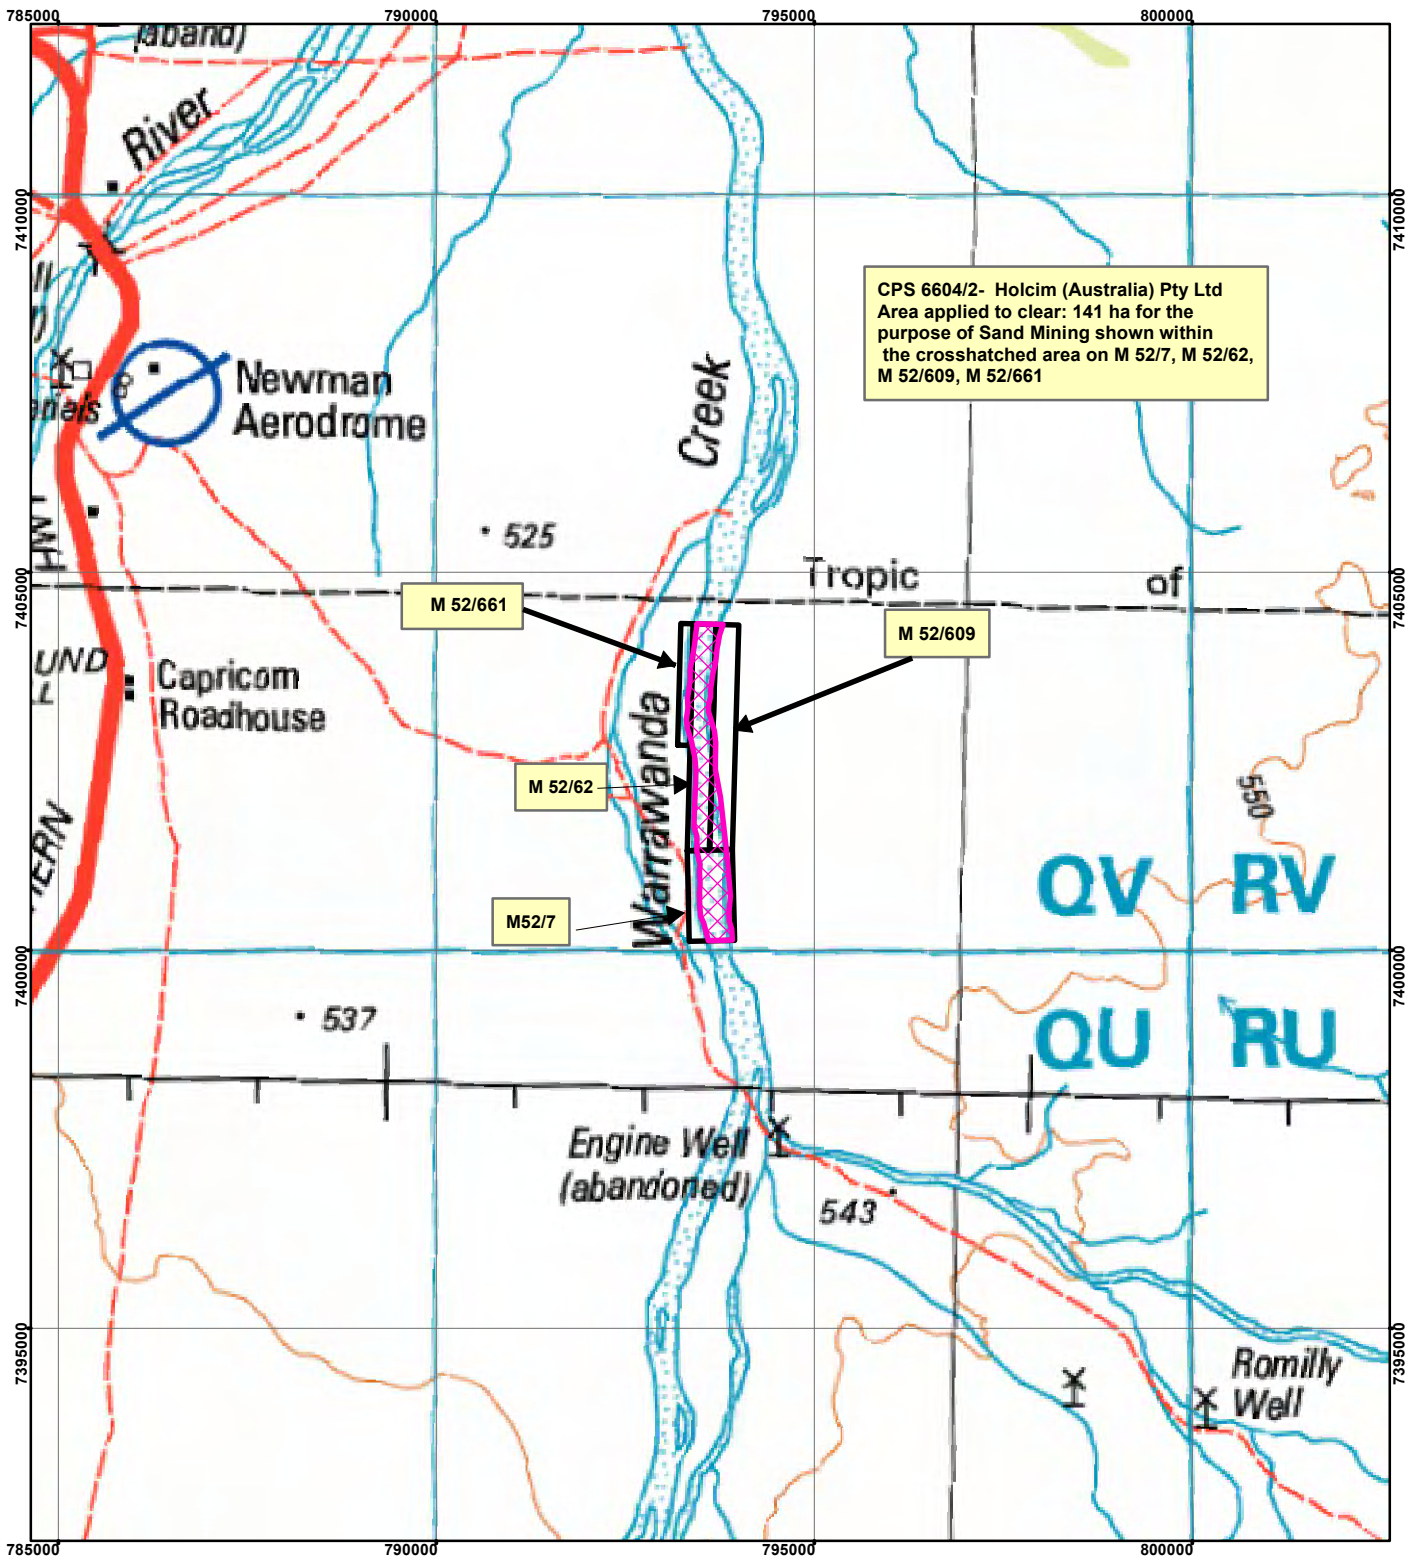 785000
790000
795000
800000
(aband)
River
7410000
7410000
CPS 6604/2- Holcim (Australia) Pty Ltd
Area applied to clear: 141 ha for the
purpose of Sand Mining shown within
the crosshatched area on M 52/7, M 52/62,
M 52/609, M 52/661
Newman
Aerodrome
Creek
525
HWY
Tropic
of
7405000
7405000
M 52/661
M 52/609
UND
Capricorn
Roadhouse
Warrawanda
M 52/62
550
M52/7
QV
RV
7400000
7400000
537
QU
RU
Engine Well
(abandoned)
543
7395000
7395000
Romilly
Well
785000
790000
795000
800000